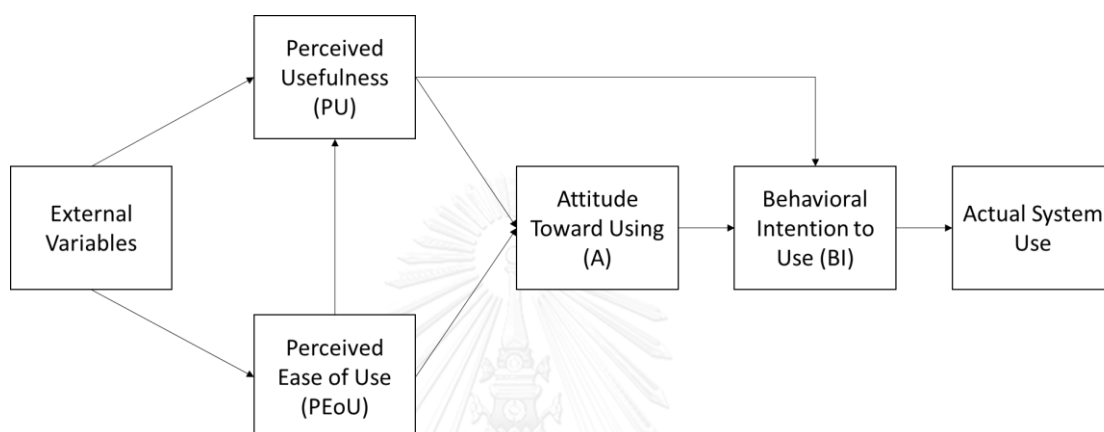 Perceived
Usefulness
(PU)
External
Variables
Attitude
Toward Using
(A)
Behavioral
Intention to
Use (BI)
Actual System
Use
Perceived
Ease of Use
(PEoU)